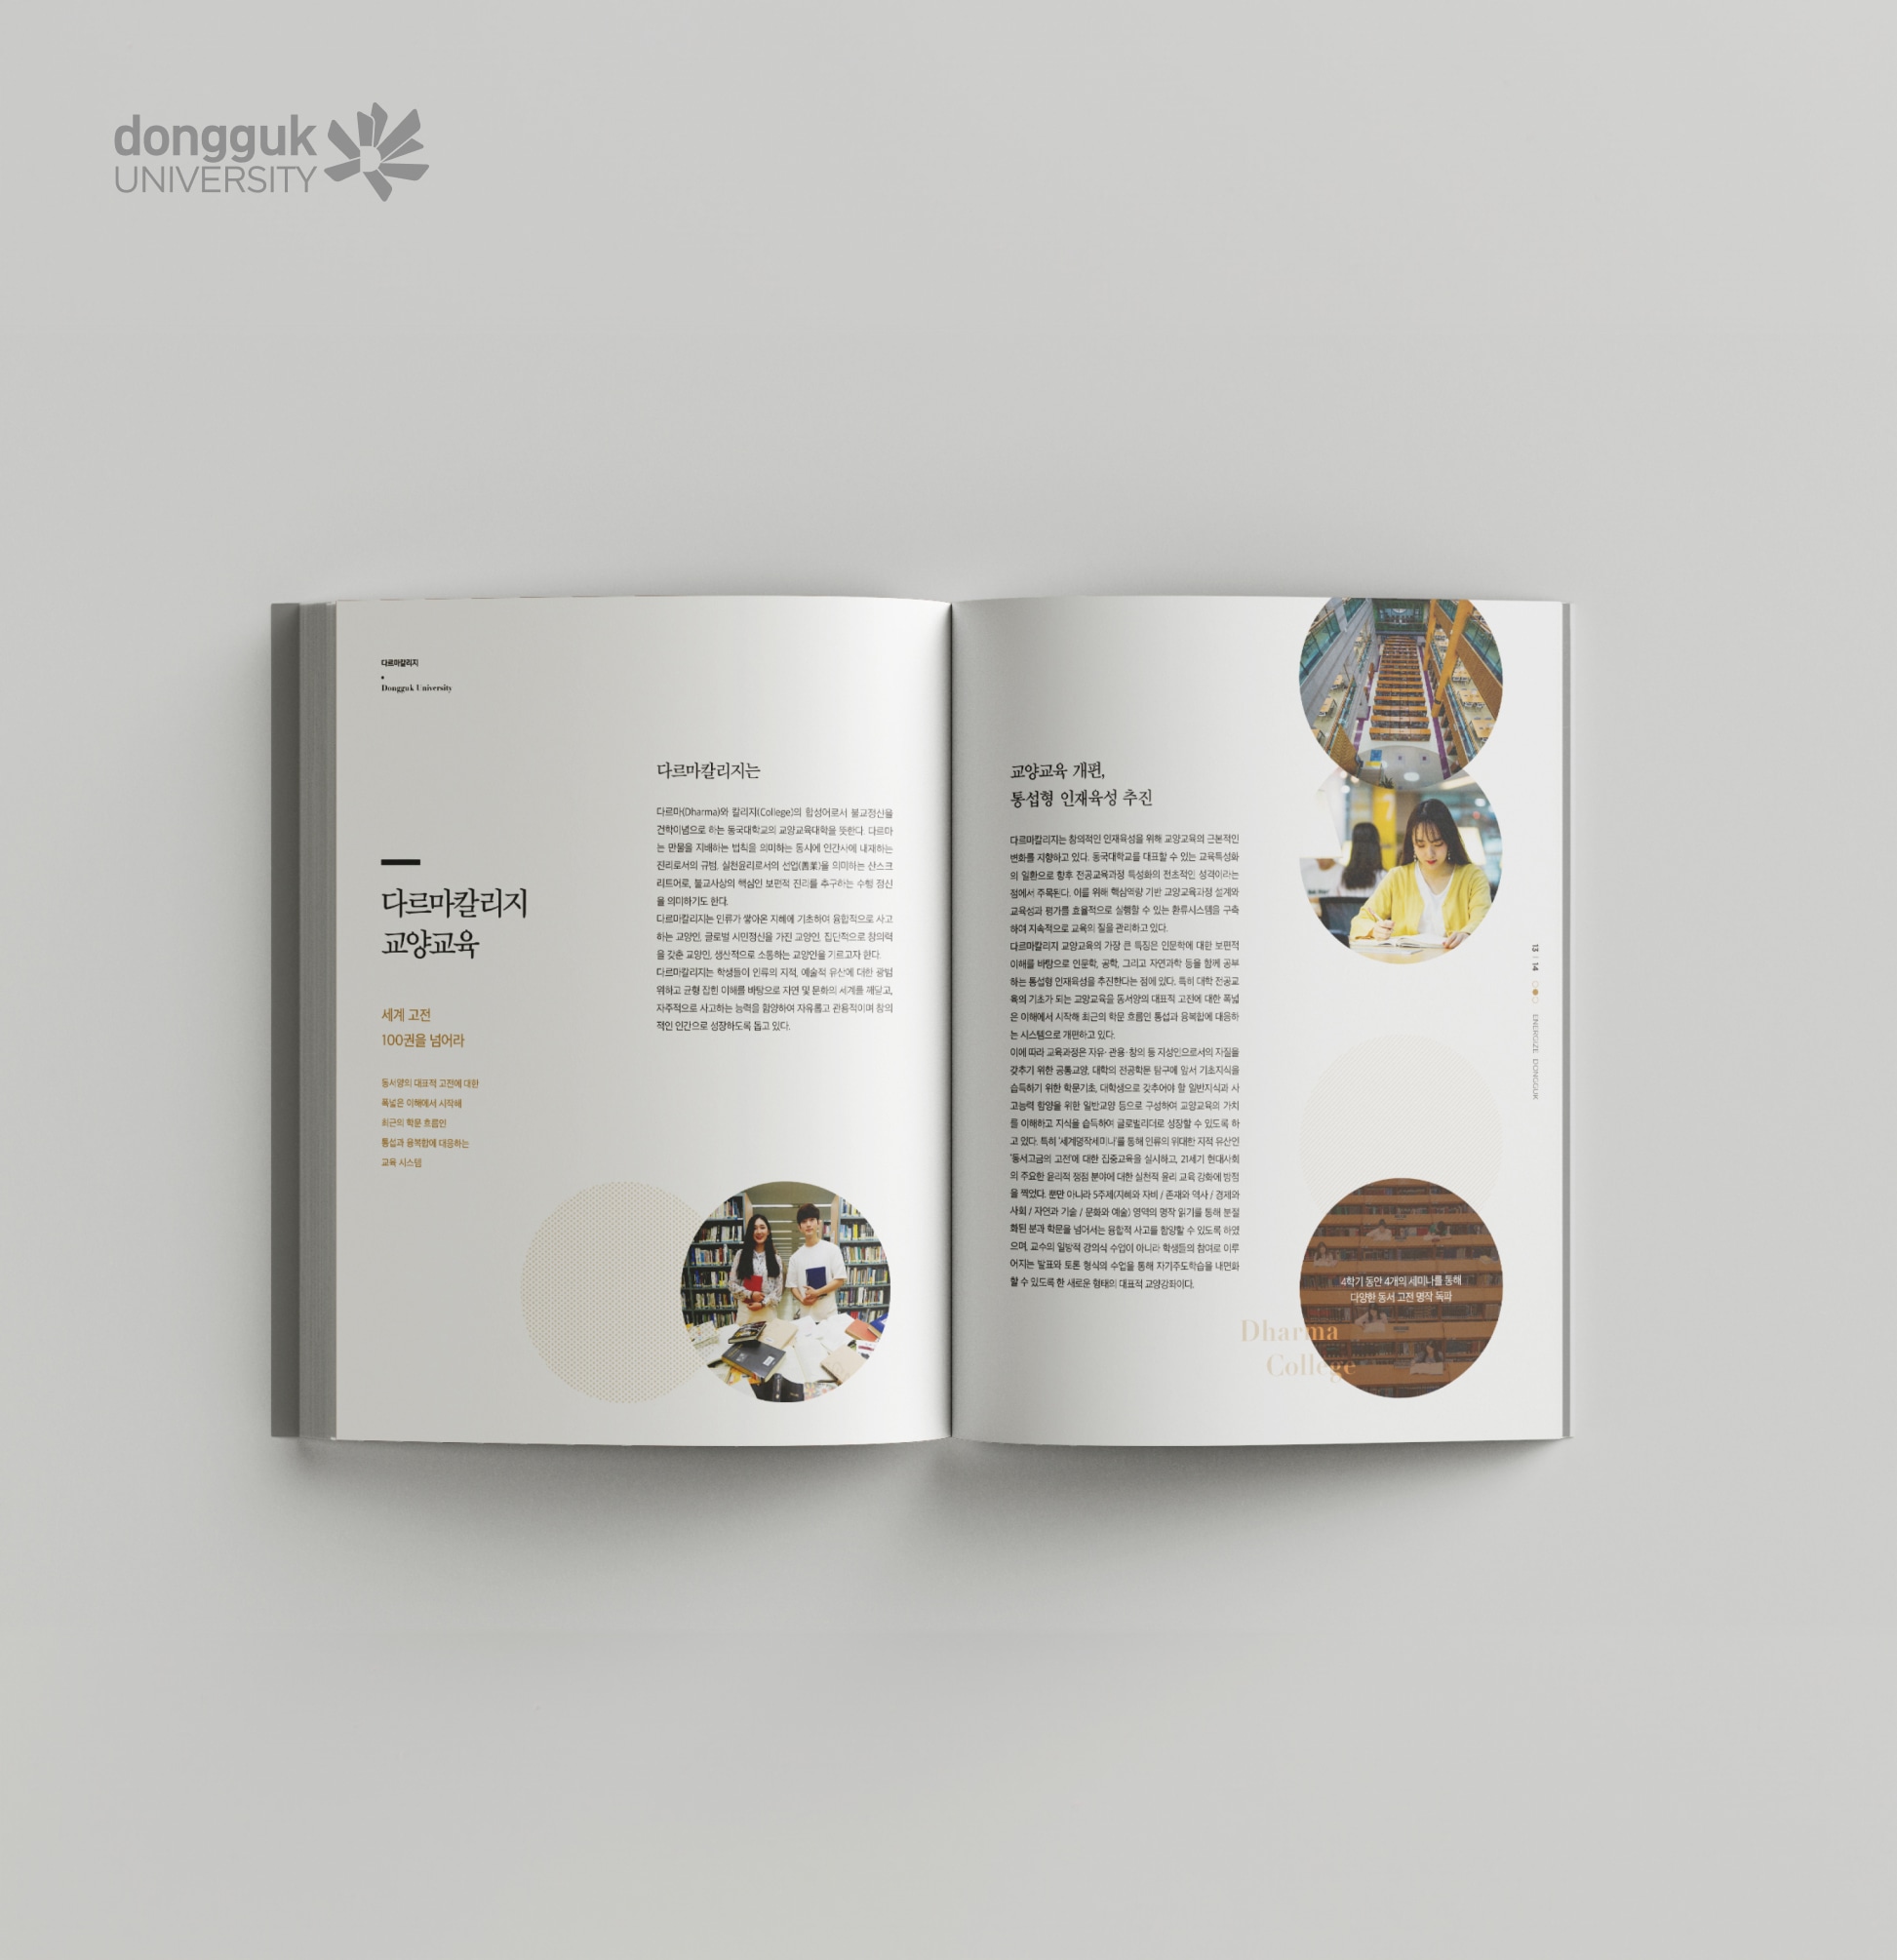 dongguk
UNIVERSITY
다르마칼리지
Dongguk University
다르마칼리지
교양교육
세계 고전
100권을 넘어라
동서양의 대표적 고전에 대한
폭넓은 이해에서 시작해
최근의 학문 흐름인
통섭과 융복합에 대응하는
교육 시스템
다르마칼리지는
다르마(Dharma)와 칼리지(College)의 합성어로서 불교정신을
건학이념으로 하는 동국대학교의 교양교육대학을 뜻한다. 다르마
는 만물을 지배하는 법칙을 의미하는 동시에 인간사에 내재하는
진리로서의 규범, 실천윤리로서의 선업(善業)을 의미하는 산스크
리트어로, 불교사상의 핵심인 보편적 진리를 추구하는 수행 정신
을 의미하기도 한다.
다르마칼리지는 인류가 쌓아온 지혜에 기초하여 융합적으로 사고
하는 교양인, 글로벌 시민정신을 가진 교양인, 집단적으로 창의력
을 갖춘 교양인, 생산적으로 소통하는 교양인을 기르고자 한다.
다르마칼리지는 학생들이 인류의 지적, 예술적 유산에 대한 광범
위하고 균형 잡힌 이해를 바탕으로 자연 및 문화의 세계를 깨닫고,
자주적으로 사고하는 능력을 함양하여 자유롭고 관용적이며 창의
적인 인간으로 성장하도록 돕고 있다.
교양교육 개편,
통섭형 인재육성 추진
다르마칼리지는 창의적인 인재육성을 위해 교양교육의 근본적인
변화를 지향하고 있다. 동국대학교를 대표할 수 있는 교육특성화
의 일환으로 향후 전공교육과정 특성화의 전초적인 성격이라는
점에서 주목된다. 이를 위해 핵심역량 기반 교양교육과정 설계와
교육성과 평가를 효율적으로 실행할 수 있는 환류시스템을 구축
하여 지속적으로 교육의 질을 관리하고 있다.
다르마칼리지 교양교육의 가장 큰 특징은 인문학에 대한 보편적
이해를 바탕으로 인문학, 공학, 그리고 자연과학 등을 함께 공부
하는 통섭형 인재육성을 추진한다는 점에 있다. 특히 대학 전공교
육의 기초가 되는 교양교육을 동서양의 대표적 고전에 대한 폭넓
은 이해에서 시작해 최근의 학문 흐름인 통섭과 융복합에 대응하
는 시스템으로 개편하고 있다.
이에 따라 교육과정은 자유·관용·창의 등 지성인으로서의 자질을
갖추기 위한 공통교양, 대학의 전공학문 탐구에 앞서 기초지식을
습득하기 위한 학문기초, 대학생으로 갖추어야 할 일반지식과 사
고능력 함양을 위한 일반교양 등으로 구성하여 교양교육의 가치
를 이해하고 지식을 습득하여 글로벌리더로 성장할 수 있도록 하
고 있다. 특히 '세계명작세미나'를 통해 인류의 위대한 지적 유산인
'동서고금의 고전'에 대한 집중교육을 실시하고, 21세기 현대사회
의 주요한 윤리적 쟁점 분야에 대한 실천적 윤리 교육 강화에 방점
을 찍었다. 뿐만 아니라 5주제(지혜와 자비 / 존재와 역사 / 경제와
사회 / 자연과 기술 / 문화와 예술) 영역의 명작 읽기를 통해 분절
화된 분과 학문을 넘어서는 융합적 사고를 함양할 수 있도록 하였
으며, 교수의 일방적 강의식 수업이 아니라 학생들의 참여로 이루
어지는 발표와 토론 형식의 수업을 통해 자기주도학습을 내면화
할 수 있도록 한 새로운 형태의 대표적 교양강좌이다.
13 | 14 ENERGIZE DONGGUK
4학기 동안 4개의 세미나를 통해
다양한 동서 고전 명작 독파
Dharma
College